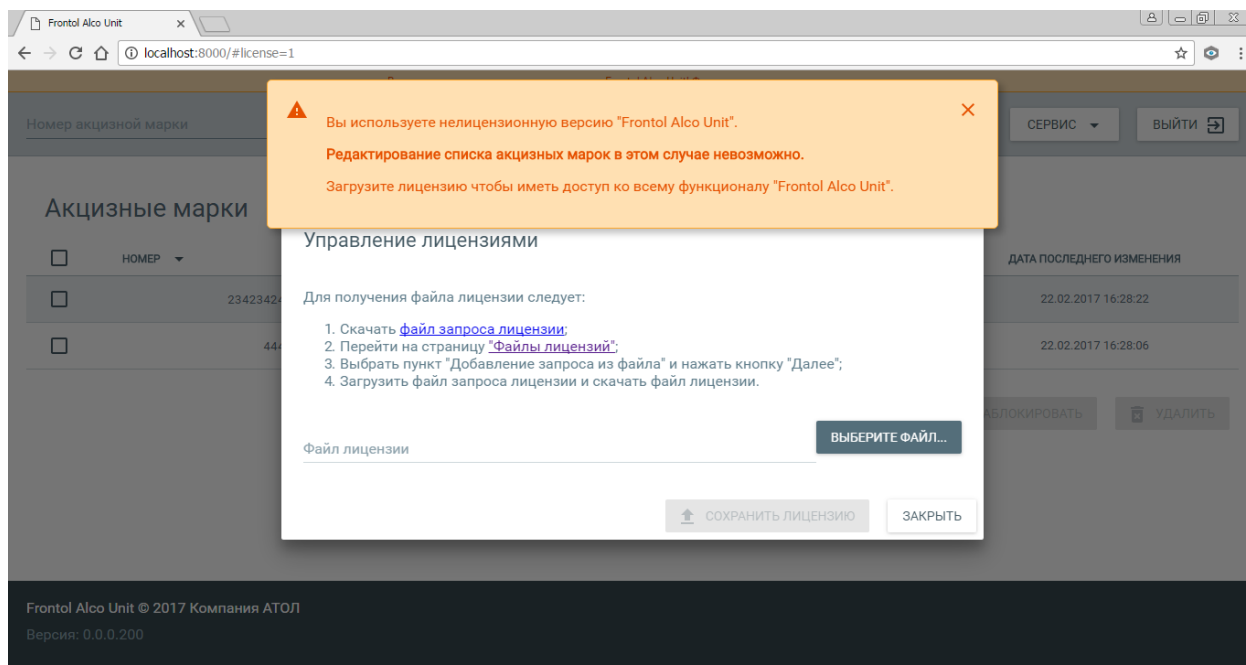 Frontol Alco Unit
localhost:8000/#license=1
Номер акцизной марки
СЕРВИС
ВЫЙТИ
Вы используете нелицензионную версию "Frontol Alco Unit".
Редактирование списка акцизных марок в этом случае невозможно.
Загрузите лицензию чтобы иметь доступ ко всему функционалу "Frontol Alco Unit".
Акцизные марки
Управление лицензиями
НОМЕР
ДАТА ПОСЛЕДНЕГО ИЗМЕНЕНИЯ
23423424
22.02.2017 16:28:22
Для получения файла лицензии следует:
1. Скачать файл запроса лицензии;
2. Перейти на страницу "Файлы лицензий";
3. Выбрать пункт "Добавление запроса из файла" и нажать кнопку "Далее";
4. Загрузить файл запроса лицензии и скачать файл лицензии.
444
22.02.2017 16:28:06
УДАЛИТЬ
Файл лицензии
ВЫБЕРИТЕ ФАЙЛ...
СОХРАНИТЬ ЛИЦЕНЗИЮ
ЗАКРЫТЬ
Frontol Alco Unit © 2017 Компания АТОЛ
Версия: 0.0.0.200